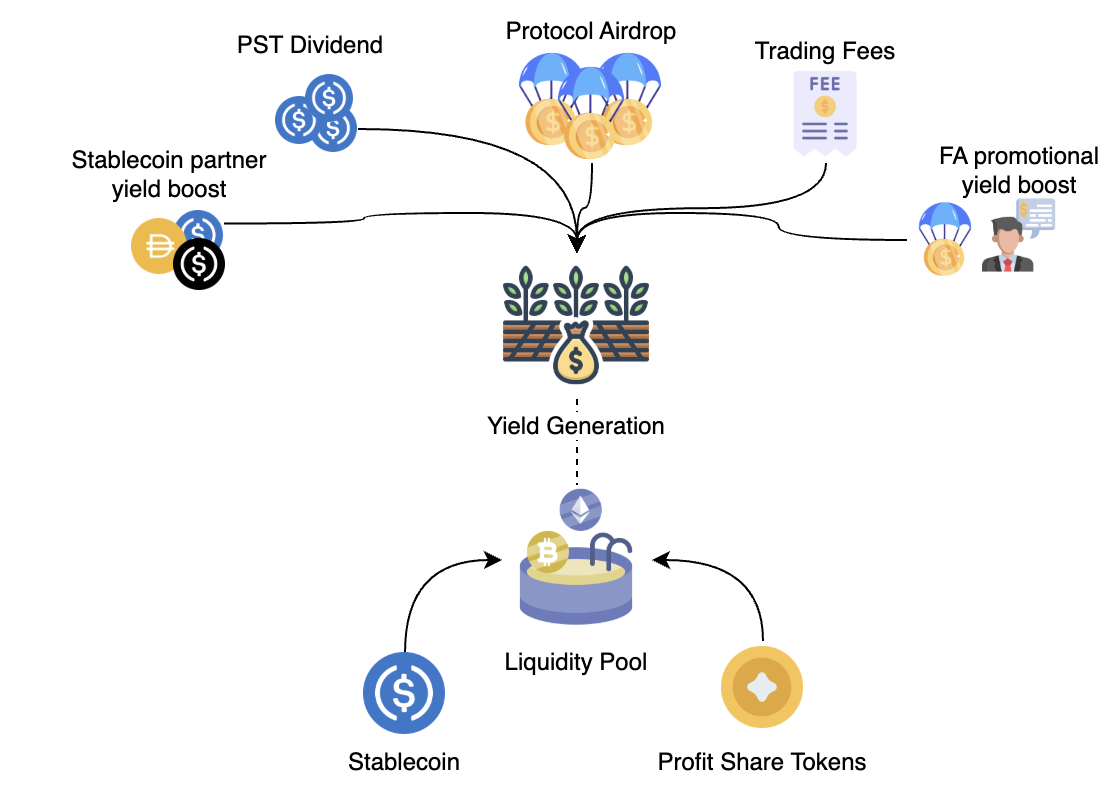 Protocol Airdrop
PST Dividend
Trading Fees
FEE
Stablecoin partner
yield boost
FA promotional
yield boost
Yield Generation
Liquidity Pool
Stablecoin
Profit Share Tokens